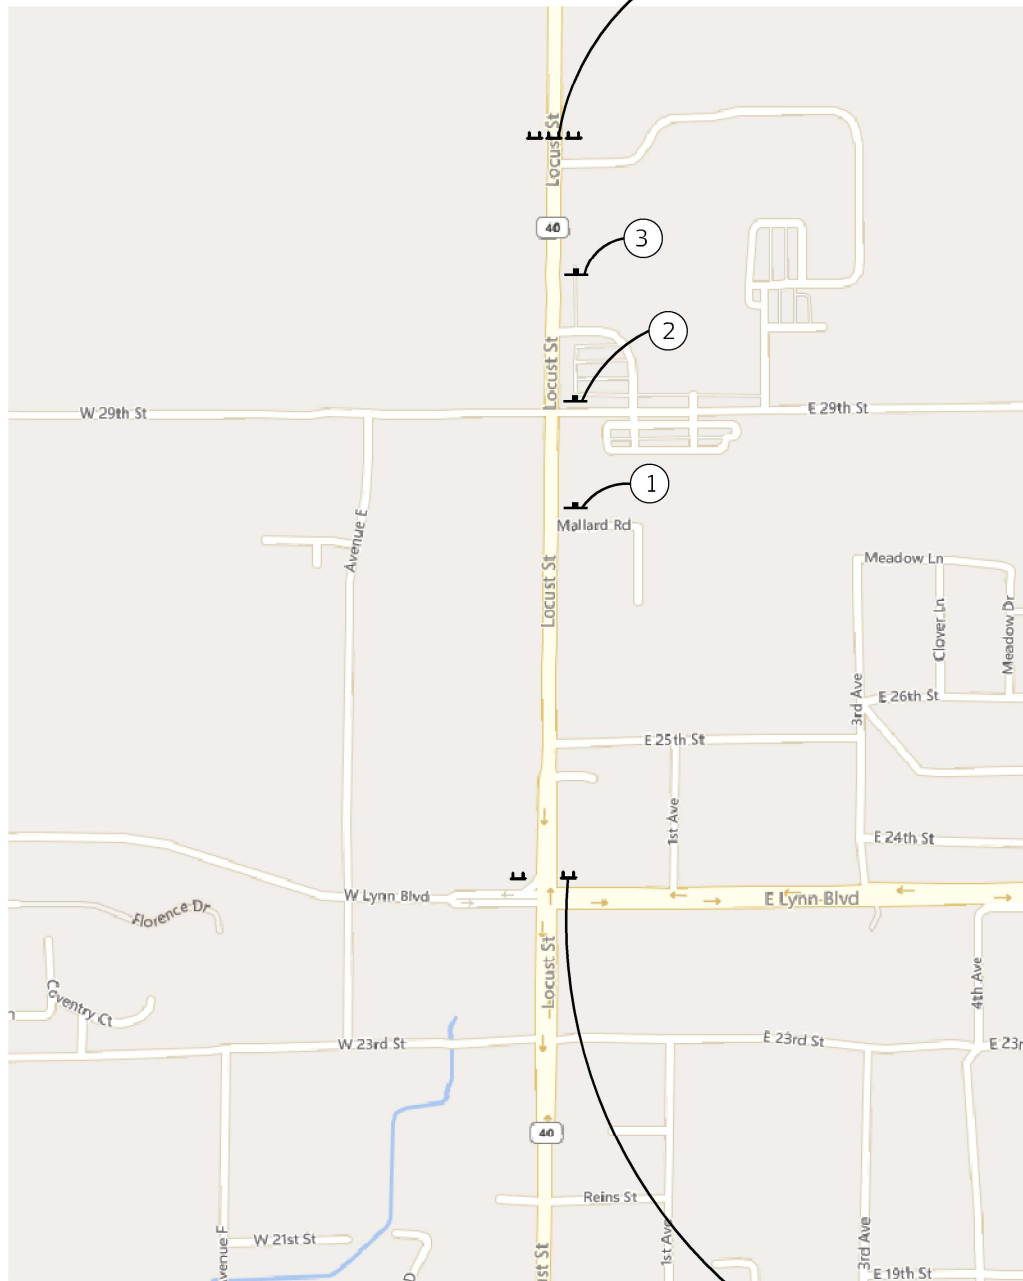 Locust St
40
3
2
Locust St
W 29th St
E 29th St
1
Mallard Rd
Avenue E
Locust St
Meadow Ln
Clover Ln
Meadow Dr
3rd Ave
E 26th St
E 25th St
1st Ave
E 24th St
W Lynn Blvd
E Lynn Blvd
Florence Dr
Locust St
4th Ave
Coventry Ct
n
W 23rd St
E 23rd St
E 23r
40
Reins St
W 21st St
venue F
ust St
1st Ave
3rd Ave
D
E 19th St